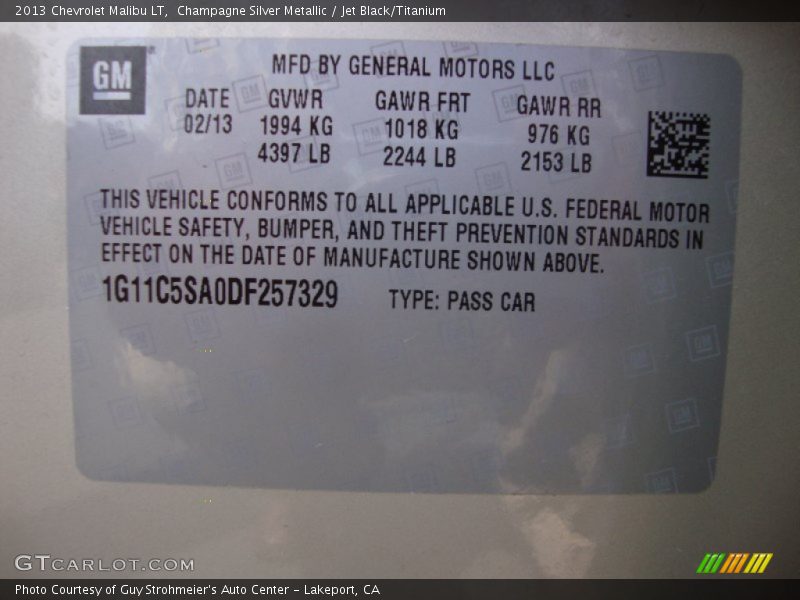 2013 Chevrolet Malibu LT,  Champagne Silver Metallic / Jet Black/Titanium
GM
MFD BY GENERAL MOTORS LLC
DATE GVWR GAWR FRT GAWR RR
02/13 1994 KG 1018 KG 976 KG
4397 LB 2244 LB 2153 LB
THIS VEHICLE CONFORMS TO ALL APPLICABLE U.S. FEDERAL MOTOR
VEHICLE SAFETY, BUMPER, AND THEFT PREVENTION STANDARDS IN
EFFECT ON THE DATE OF MANUFACTURE SHOWN ABOVE.
1G11C5SA0DF257329 TYPE: PASS CAR
GTCARLOT.COM
Photo Courtesy of Guy Strohmeier's Auto Center - Lakeport, CA